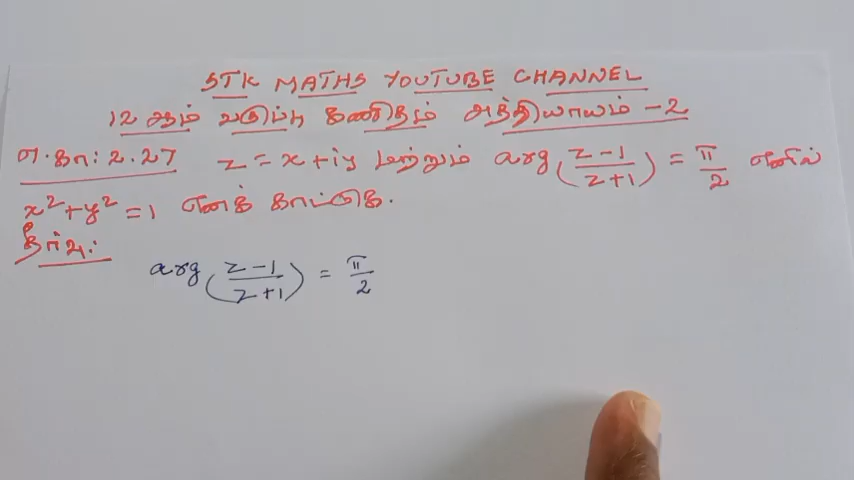 STK MATHS YOUTUBE CHANNEL
12 ஆம் வகுப்பு கணிதம் அத்தியாயம் - 2
எ.கா: 2.27 z = x + iy மற்றும் arg(z-1/z+1) = π/2 எனில்
x² + y² = 1 எனக் காட்டுக.
தீர்வு:
arg(z-1/z+1) = π/2